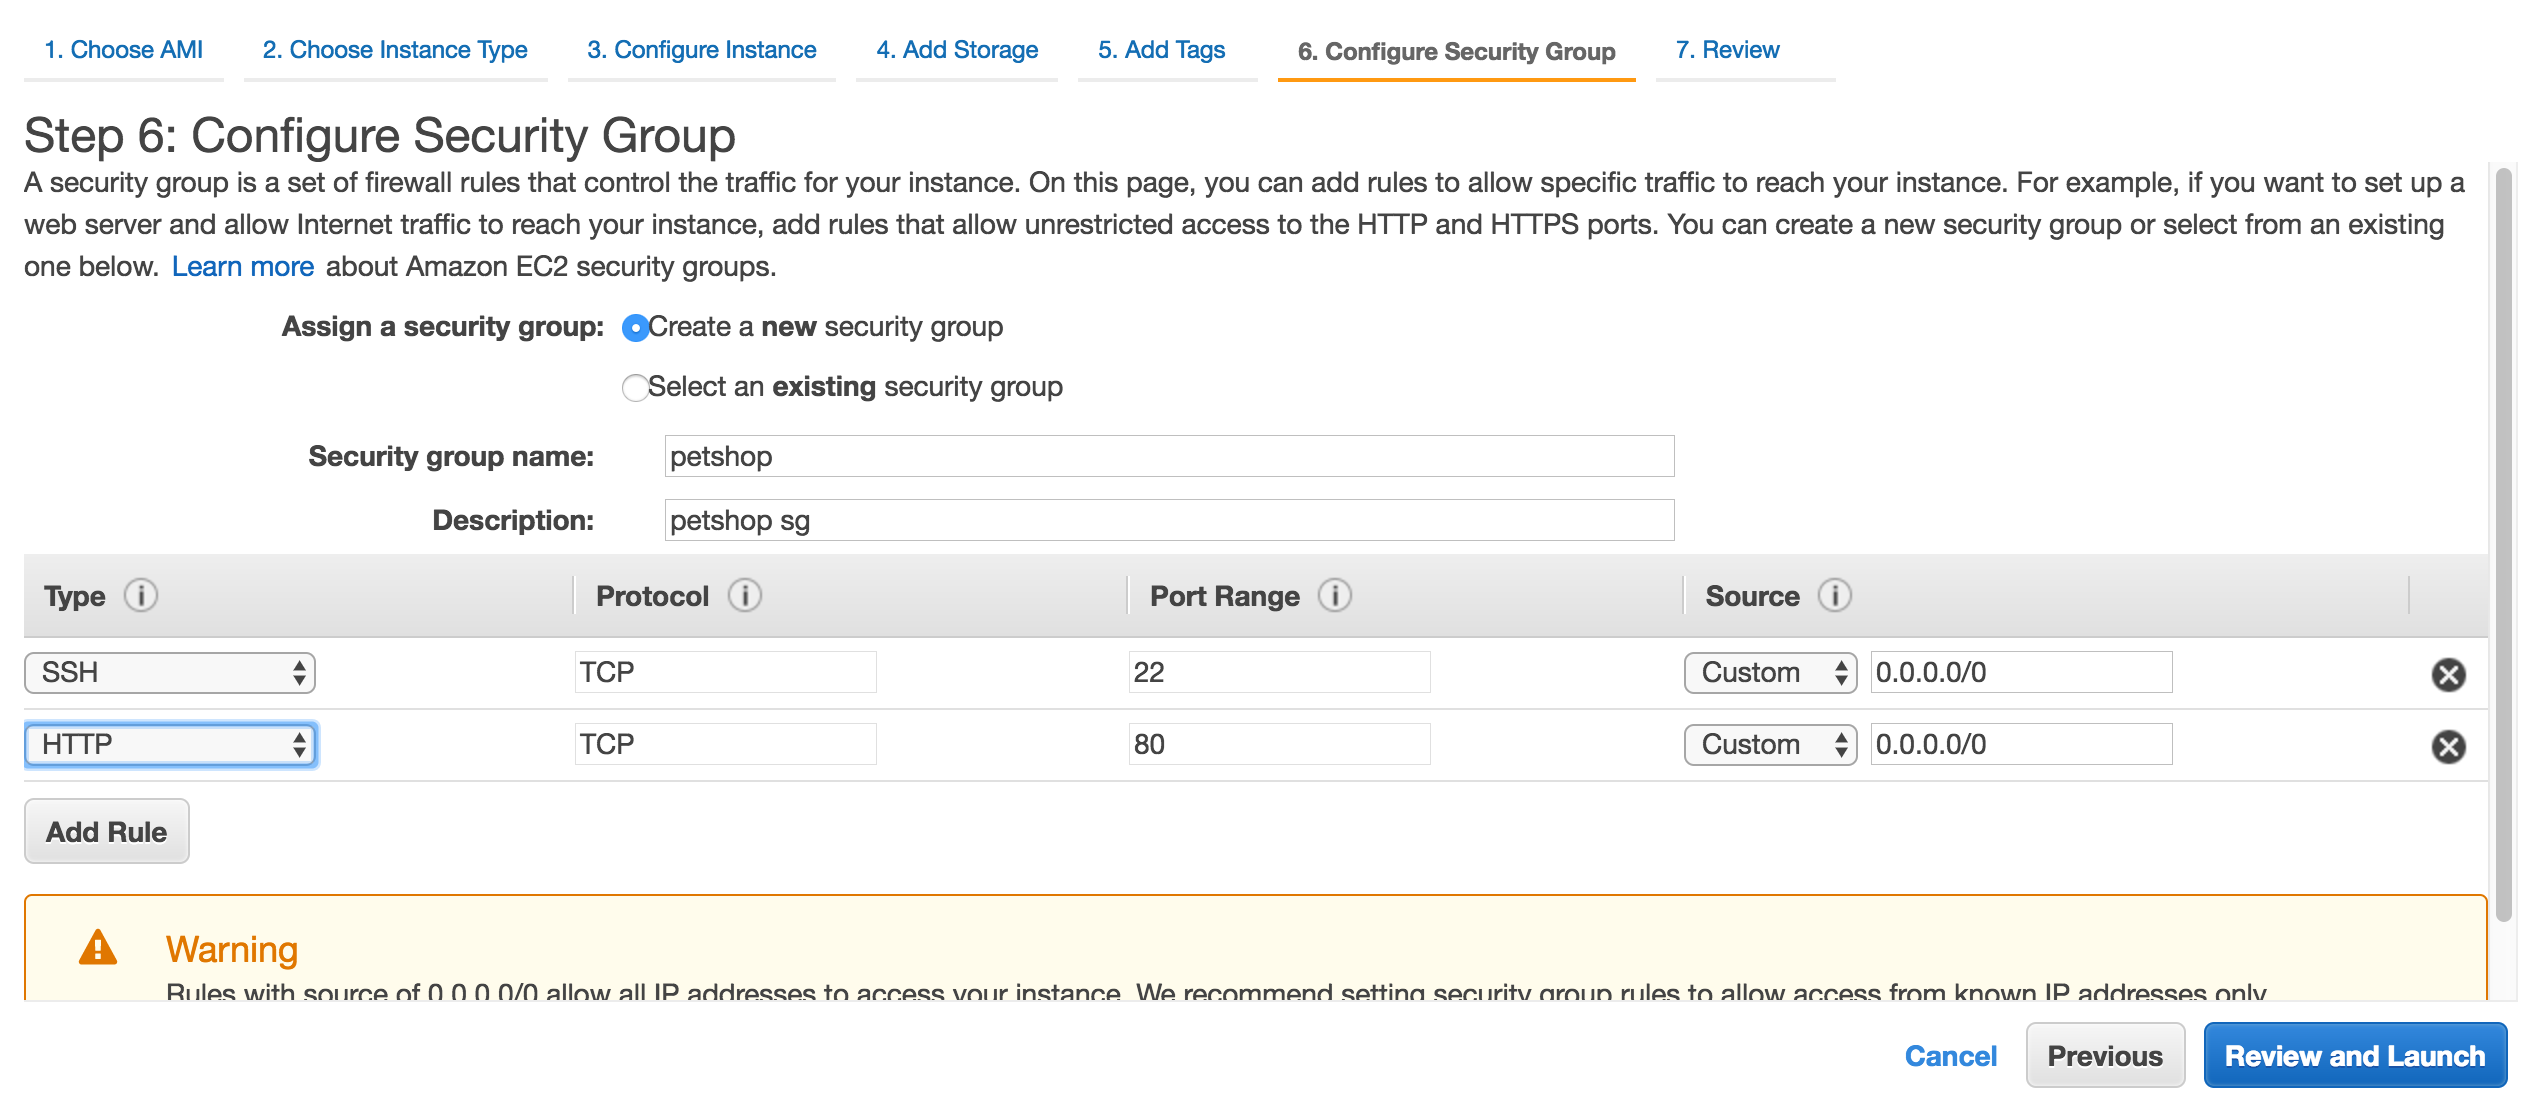 1. Choose AMI 2. Choose Instance Type 3. Configure Instance 4. Add Storage 5. Add Tags 6. Configure Security Group 7. Review
Step 6: Configure Security Group
A security group is a set of firewall rules that control the traffic for your instance. On this page, you can add rules to allow specific traffic to reach your instance. For example, if you want to set up a
web server and allow Internet traffic to reach your instance, add rules that allow unrestricted access to the HTTP and HTTPS ports. You can create a new security group or select from an existing
one below. Learn more about Amazon EC2 security groups.
Assign a security group: Create a new security group
Select an existing security group
Security group name: petshop
Description: petshop sg
Type Protocol Port Range Source
SSH TCP 22 Custom 0.0.0.0/0
HTTP TCP 80 Custom 0.0.0.0/0
Add Rule
Warning
Rules with source of 0.0.0.0/0 allow all IP addresses to access your instance. We recommend setting security group rules to allow access from known IP addresses only.
Cancel Previous Review and Launch